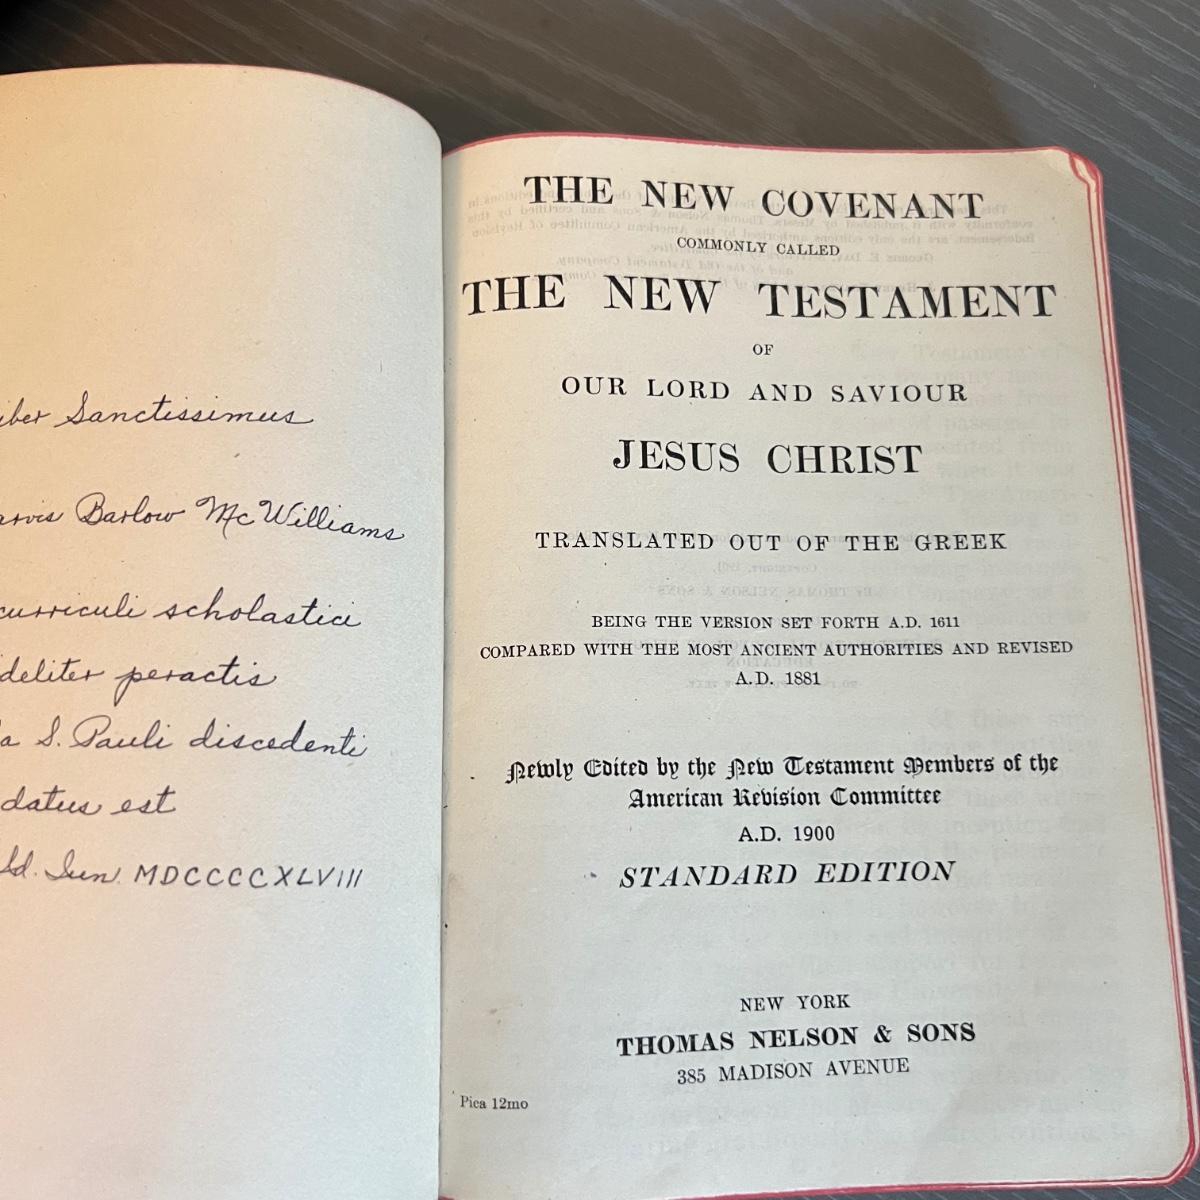 Sanctissimus
Barlow McWilliams
curriculi scholastici
peractis
S. Pauli discedenti
datus est
Id. Iun. MDCCCCXLVIII
THE NEW COVENANT
COMMONLY CALLED
THE NEW TESTAMENT
OF
OUR LORD AND SAVIOUR
JESUS CHRIST
TRANSLATED OUT OF THE GREEK
BEING THE VERSION SET FORTH A.D. 1611
COMPARED WITH THE MOST ANCIENT AUTHORITIES AND REVISED
A.D. 1881
Newly Edited by the New Testament Members of the
American Revision Committee
A.D. 1900
STANDARD EDITION
NEW YORK
THOMAS NELSON & SONS
385 MADISON AVENUE
Pica 12mo